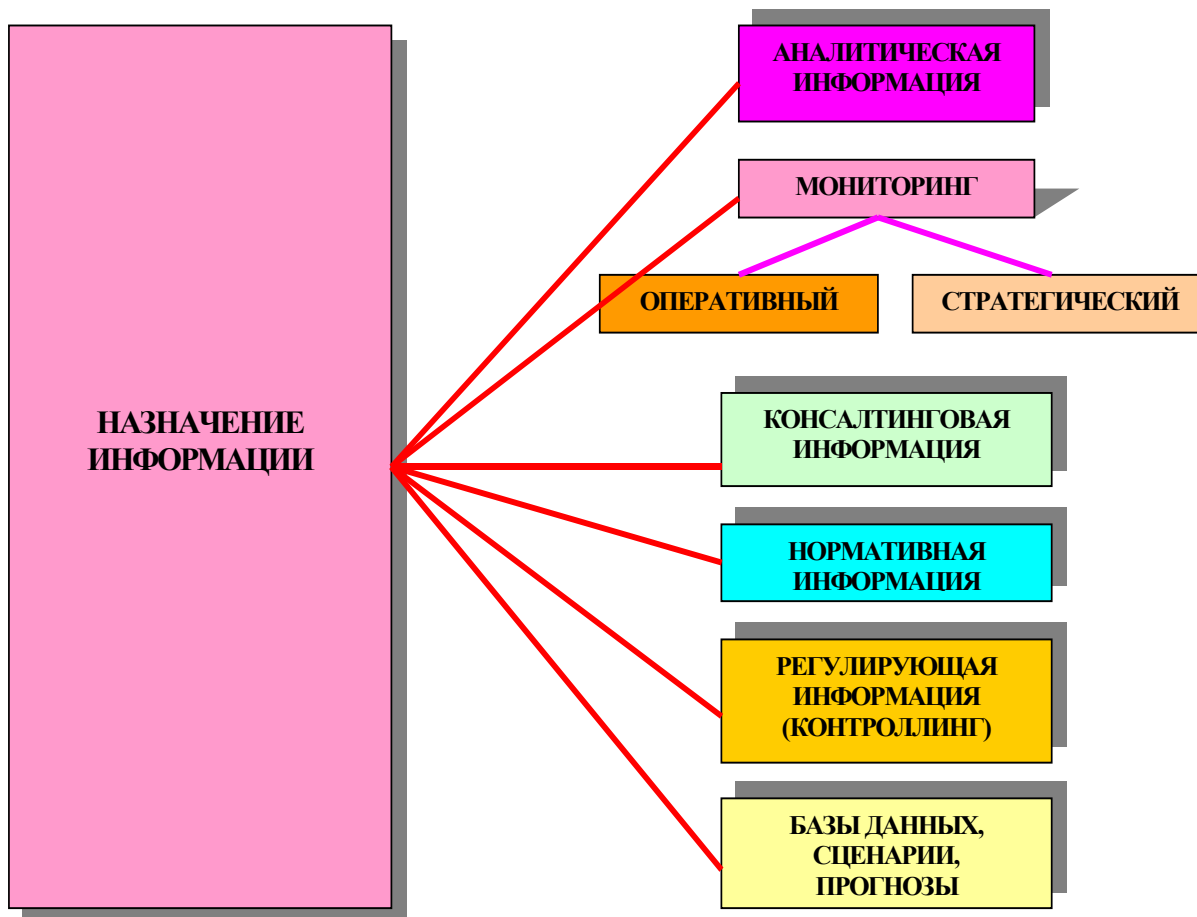 НАЗНАЧЕНИЕ
ИНФОРМАЦИИ
АНАЛИТИЧЕСКАЯ
ИНФОРМАЦИЯ
МОНИТОРИНГ
ОПЕРАТИВНЫЙ
СТРАТЕГИЧЕСКИЙ
КОНСАЛТИНГОВАЯ
ИНФОРМАЦИЯ
НОРМАТИВНАЯ
ИНФОРМАЦИЯ
РЕГУЛИРУЮЩАЯ
ИНФОРМАЦИЯ
(КОНТРОЛЛИНГ)
БАЗЫ ДАННЫХ,
СЦЕНАРИИ,
ПРОГНОЗЫ